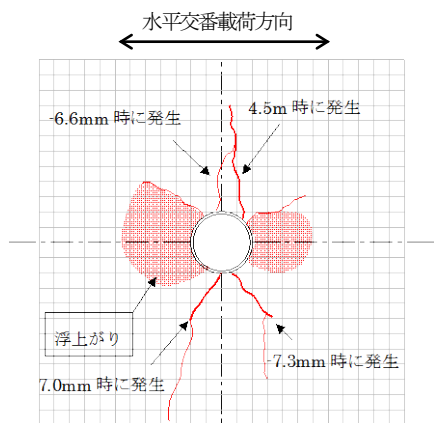 水平交番載荷方向
-6.6mm 時に発生
4.5m 時に発生
浮上がり
7.0mm 時に発生
-7.3mm 時に発生